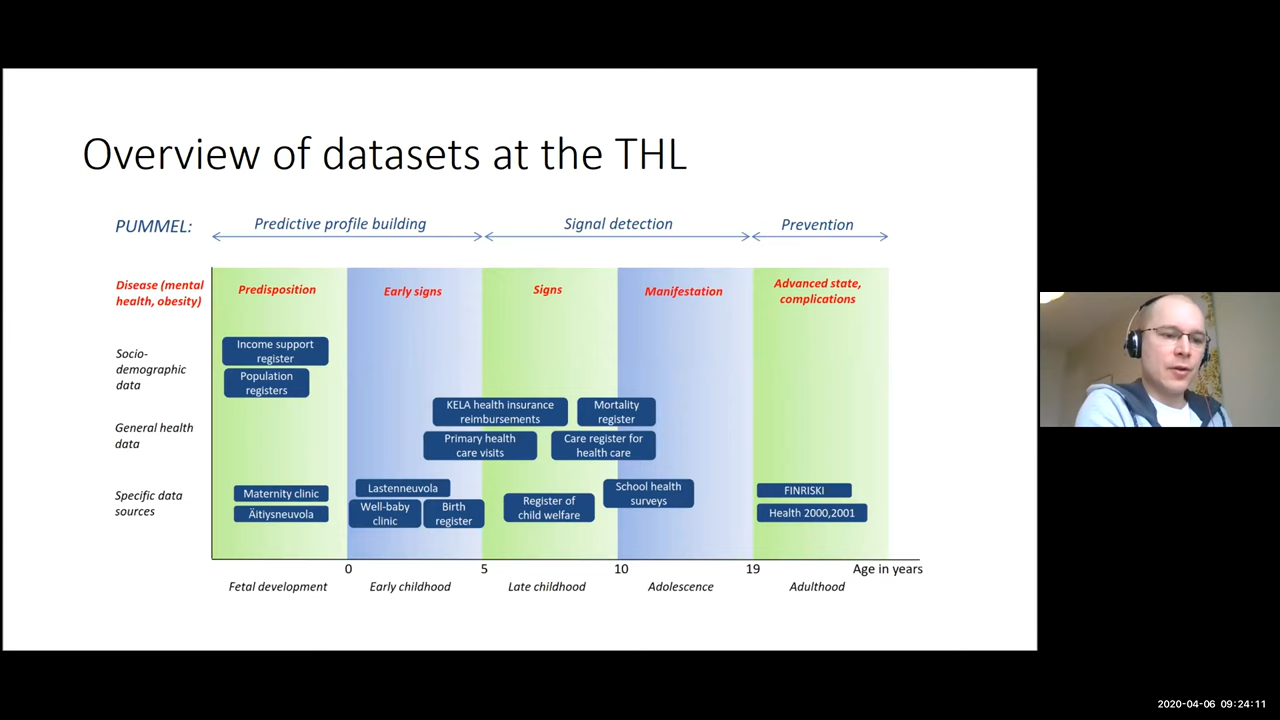 Overview of datasets at the THL
PUMMEL:
Predictive profile building
Signal detection
Prevention
Disease (mental
health, obesity)
Predisposition
Early signs
Signs
Manifestation
Advanced state,
complications
Socio-
demographic
data
Income support
register
Population
registers
General health
data
KELA health insurance
reimbursements
Mortality
register
Primary health
care visits
Care register for
health care
Specific data
sources
Maternity clinic
Äitiysneuvola
Lastenneuvola
Well-baby
clinic
Birth
register
Register of
child welfare
School health
surveys
FINRISKI
Health 2000,2001
0
5
10
19
Age in years
Fetal development
Early childhood
Late childhood
Adolescence
Adulthood
2020-04-06 09:24:11